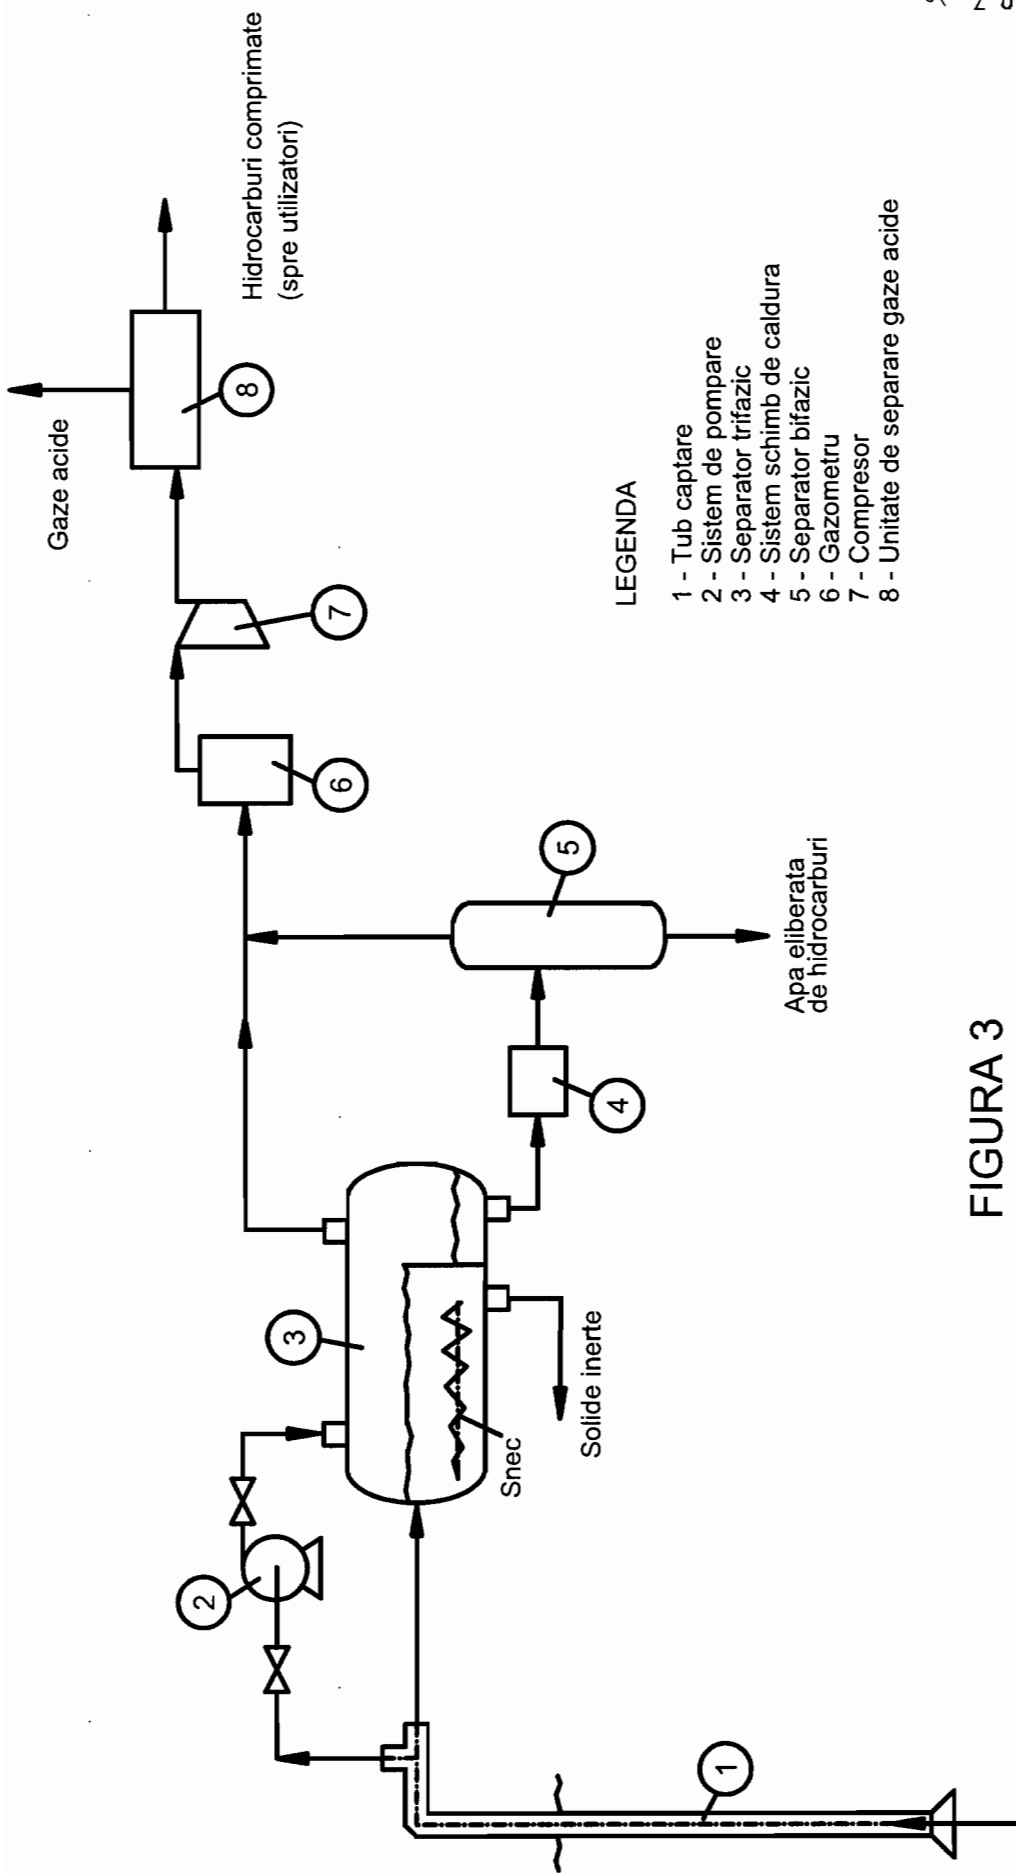 Gaze acide
Hidrocarburi comprimate
(spre utilizatori)
8
7
6
5
4
3
2
1
Snec
Solide inerte
Apa eliberata
de hidrocarburi
LEGENDA
1 - Tub captare
2 - Sistem de pompare
3 - Separator trifazic
4 - Sistem schimb de caldura
5 - Separator bifazic
6 - Gazometru
7 - Compresor
8 - Unitate de separare gaze acide
FIGURA 3